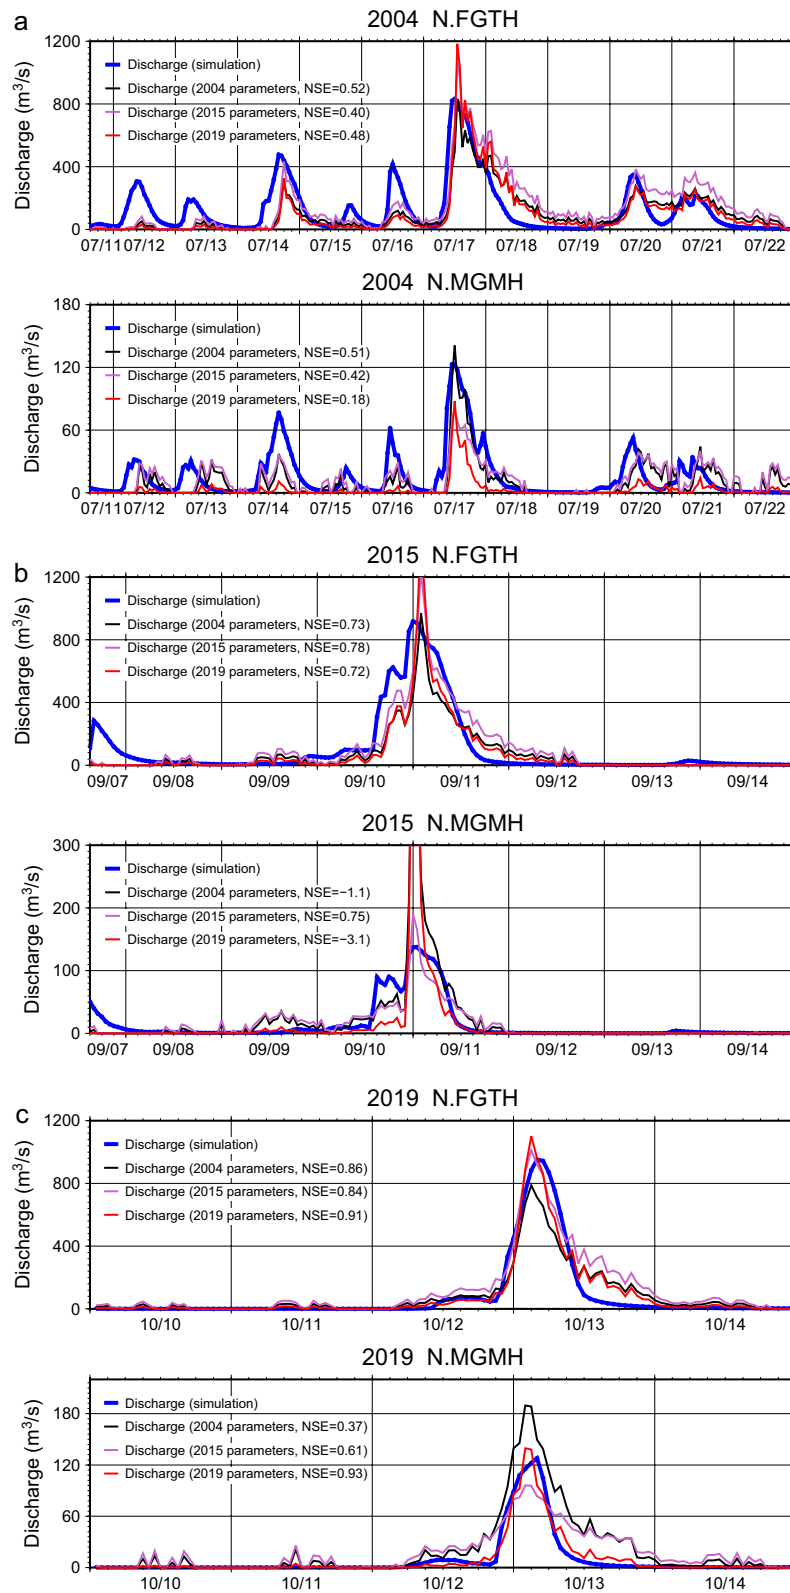 a
2004 N.FGTH
Discharge (m³/s)
1200
800
400
0
Discharge (simulation)
Discharge (2004 parameters, NSE=0.52)
Discharge (2015 parameters, NSE=0.40)
Discharge (2019 parameters, NSE=0.48)
07/11 07/12 07/13 07/14 07/15 07/16 07/17 07/18 07/19 07/20 07/21 07/22
2004 N.MGMH
Discharge (m³/s)
180
120
60
0
Discharge (simulation)
Discharge (2004 parameters, NSE=0.51)
Discharge (2015 parameters, NSE=0.42)
Discharge (2019 parameters, NSE=0.18)
07/11 07/12 07/13 07/14 07/15 07/16 07/17 07/18 07/19 07/20 07/21 07/22
b
2015 N.FGTH
Discharge (m³/s)
1200
800
400
0
Discharge (simulation)
Discharge (2004 parameters, NSE=0.73)
Discharge (2015 parameters, NSE=0.78)
Discharge (2019 parameters, NSE=0.72)
09/07 09/08 09/09 09/10 09/11 09/12 09/13 09/14
2015 N.MGMH
Discharge (m³/s)
300
200
100
0
Discharge (simulation)
Discharge (2004 parameters, NSE=−1.1)
Discharge (2015 parameters, NSE=0.75)
Discharge (2019 parameters, NSE=−3.1)
09/07 09/08 09/09 09/10 09/11 09/12 09/13 09/14
c
2019 N.FGTH
Discharge (m³/s)
1200
800
400
0
Discharge (simulation)
Discharge (2004 parameters, NSE=0.86)
Discharge (2015 parameters, NSE=0.84)
Discharge (2019 parameters, NSE=0.91)
10/10 10/11 10/12 10/13 10/14
2019 N.MGMH
Discharge (m³/s)
180
120
60
0
Discharge (simulation)
Discharge (2004 parameters, NSE=0.37)
Discharge (2015 parameters, NSE=0.61)
Discharge (2019 parameters, NSE=0.93)
10/10 10/11 10/12 10/13 10/14